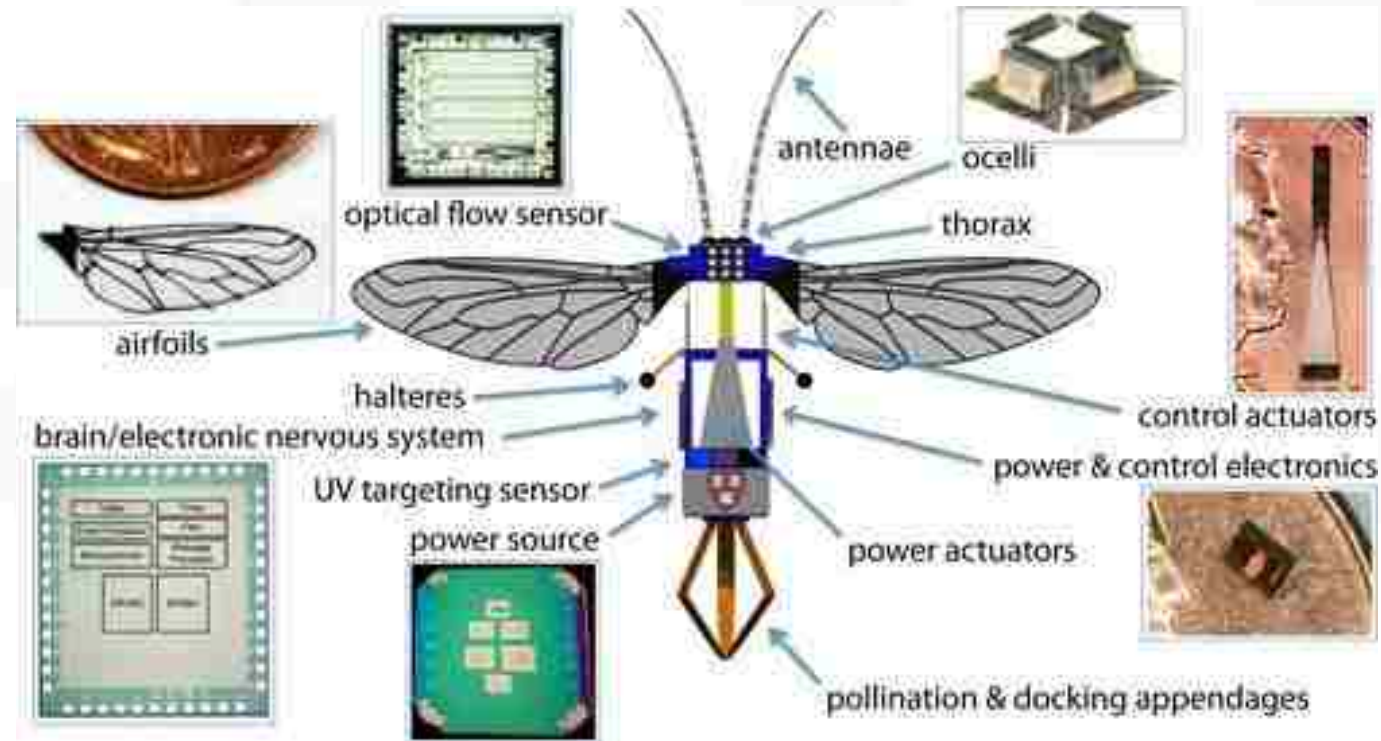 antennae
ocelli
optical flow sensor
thorax
airfoils
halteres
control actuators
brain/electronic nervous system
power & control electronics
UV targeting sensor
power source
power actuators
pollination & docking appendages